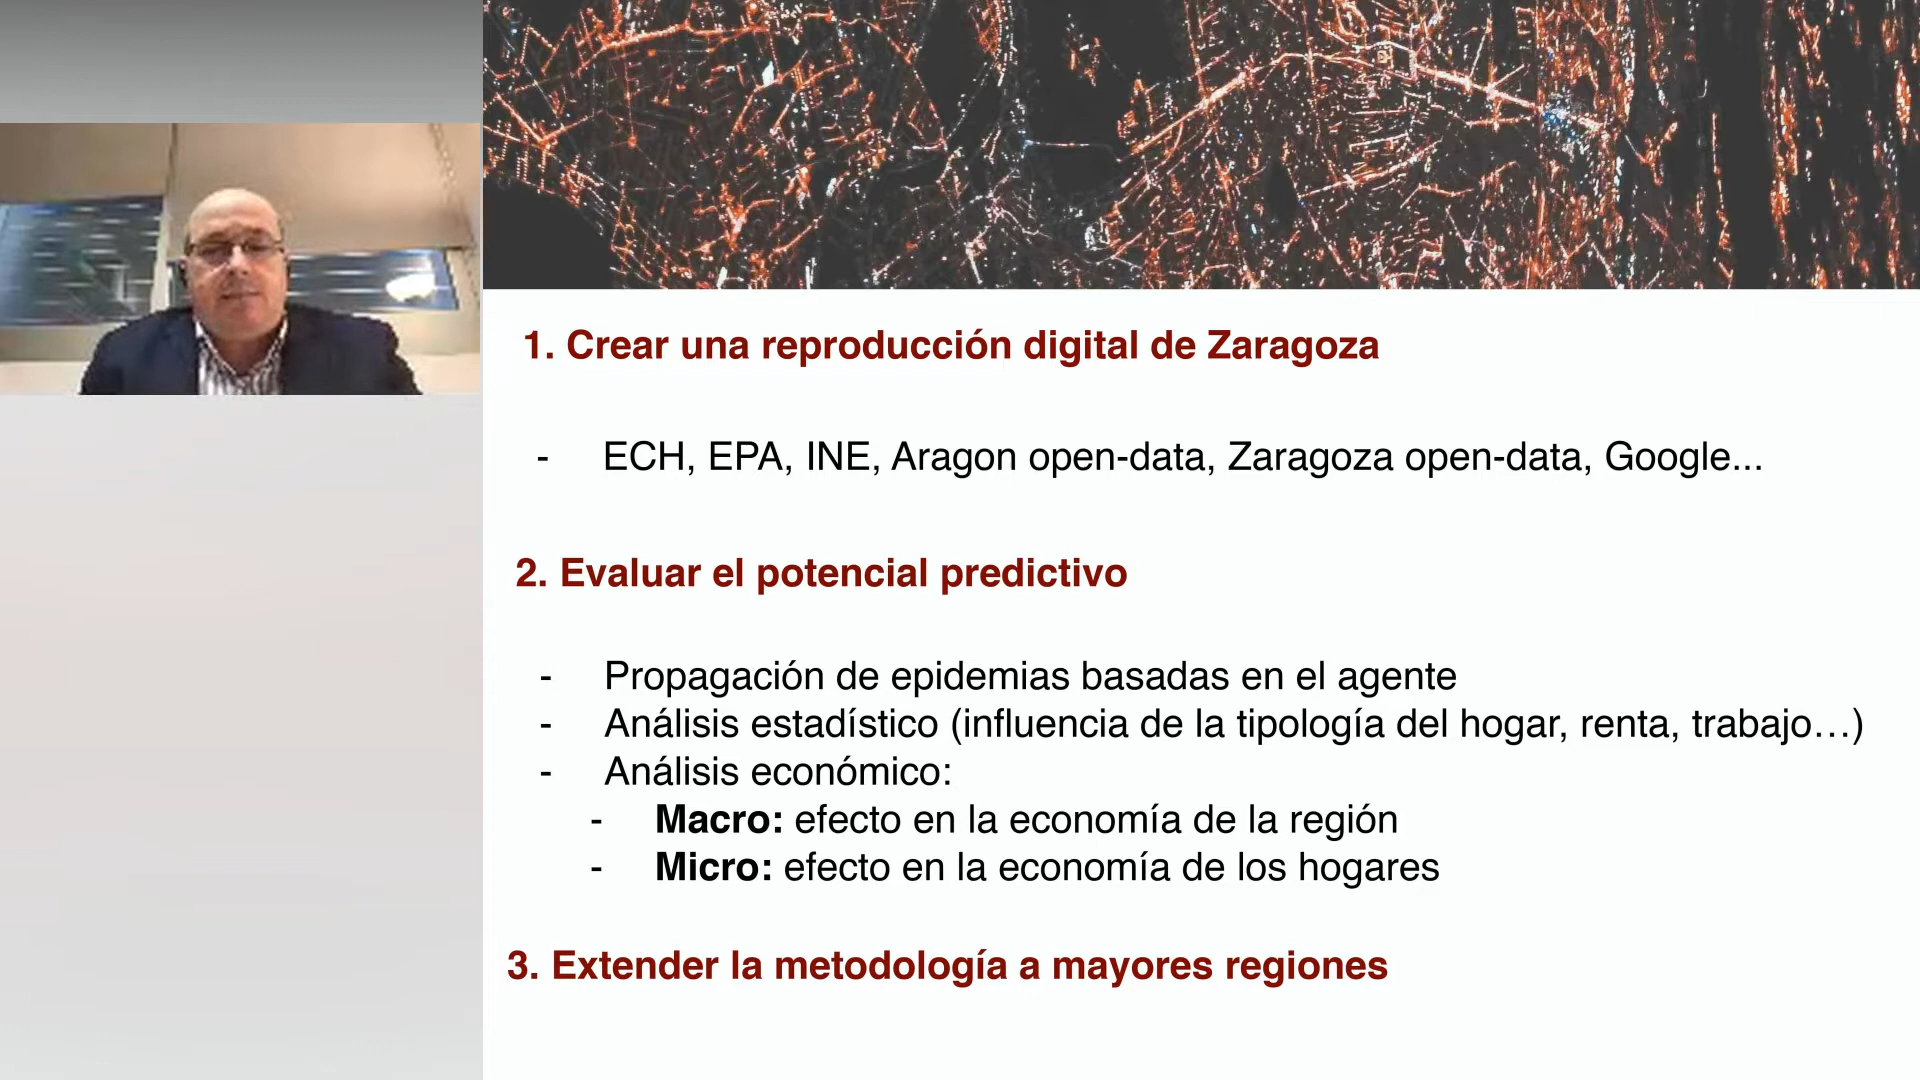 1. Crear una reproducción digital de Zaragoza
- ECH, EPA, INE, Aragon open-data, Zaragoza open-data, Google...
2. Evaluar el potencial predictivo
- Propagación de epidemias basadas en el agente
- Análisis estadístico (influencia de la tipología del hogar, renta, trabajo…)
- Análisis económico:
- Macro: efecto en la economía de la región
- Micro: efecto en la economía de los hogares
3. Extender la metodología a mayores regiones